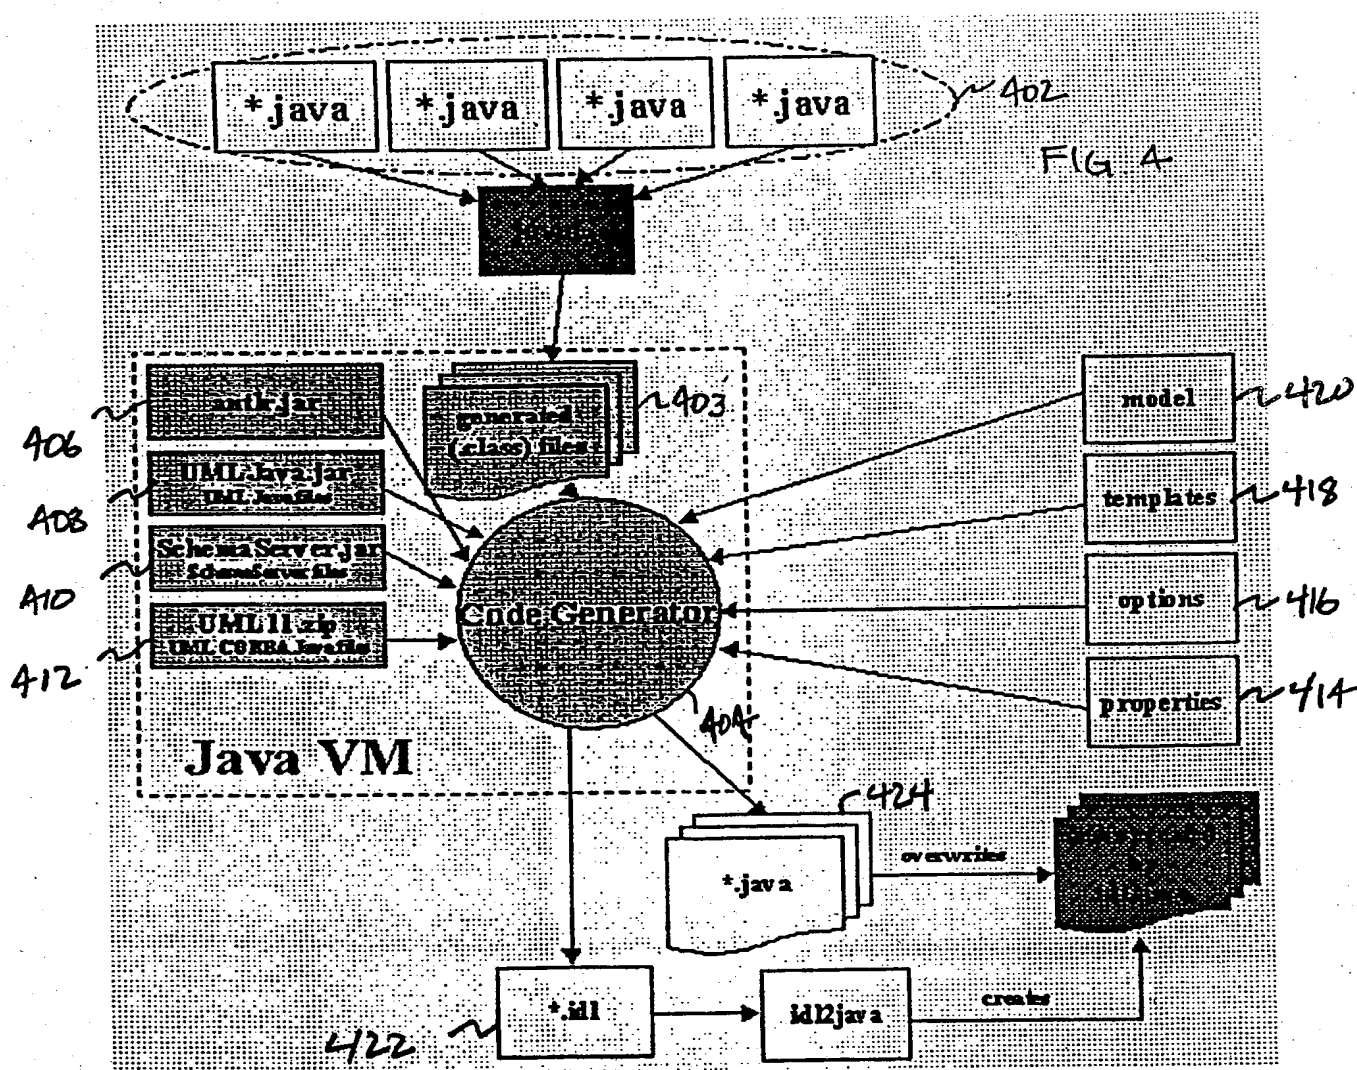 *.java
*.java
*.java
*.java
402
FIG 4
antlr.jar
406
generated
(.class) files
403
model
420
UML.Java.jar
UML Java files
408
templates
418
SchemaServer.jar
SchemaServer files
410
options
416
Code Generator
UML11.zip
UML CORBA Java files
412
properties
414
404
Java VM
424
*.java
overwrites
by
*.idl
422
idl2java
creates